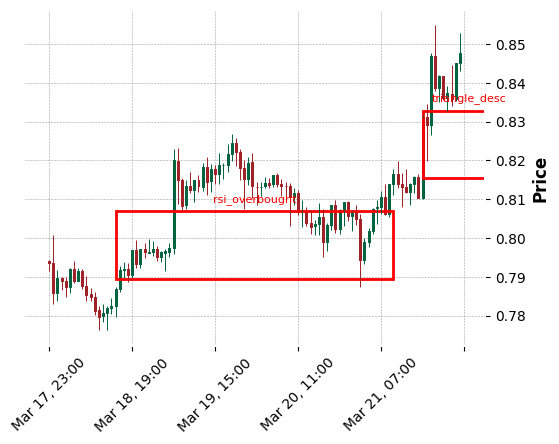 0.85
0.84
triangle_desc
0.83
0.82
0.81
rsi_overbought
0.80
0.79
0.78
Price
Mar 17, 23:00
Mar 18, 19:00
Mar 19, 15:00
Mar 20, 11:00
Mar 21, 07:00